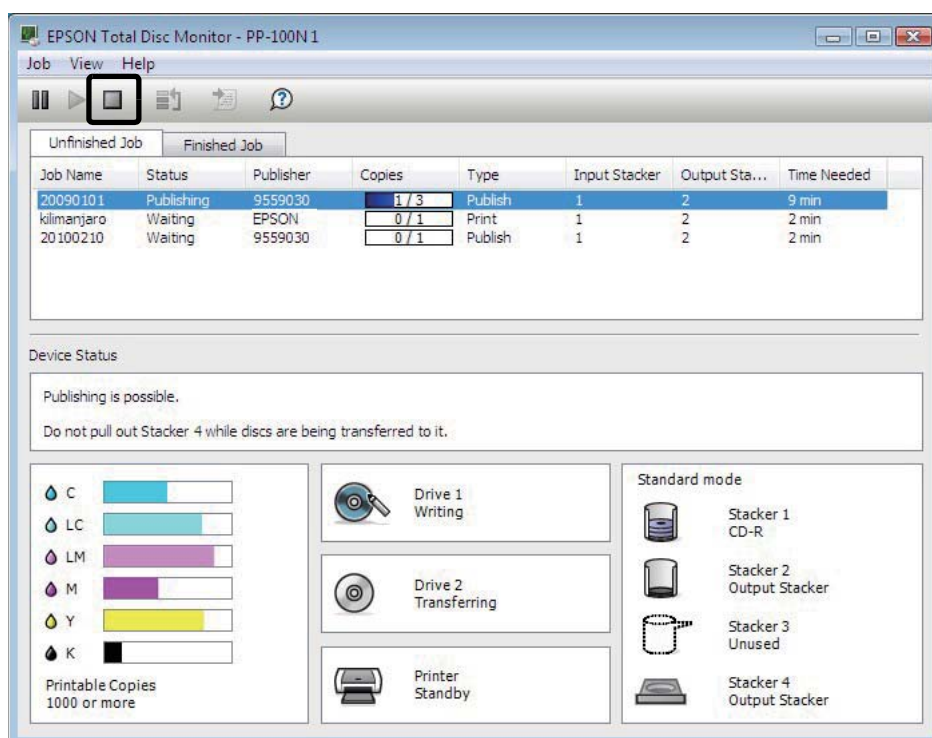 EPSON Total Disc Monitor - PP-100N 1
Job View Help
Unfinished Job Finished Job
Job Name Status Publisher Copies Type Input Stacker Output Sta... Time Needed
20090101 Publishing 9559030 1 / 3 Publish 1 2 9 min
kilimanjaro Waiting EPSON 0 / 1 Print 1 2 2 min
20100210 Waiting 9559030 0 / 1 Publish 1 2 2 min
Device Status
Publishing is possible.
Do not pull out Stacker 4 while discs are being transferred to it.
C
LC
LM
M
Y
K
Printable Copies
1000 or more
Drive 1
Writing
Drive 2
Transferring
Printer
Standby
Standard mode
Stacker 1
CD-R
Stacker 2
Output Stacker
Stacker 3
Unused
Stacker 4
Output Stacker